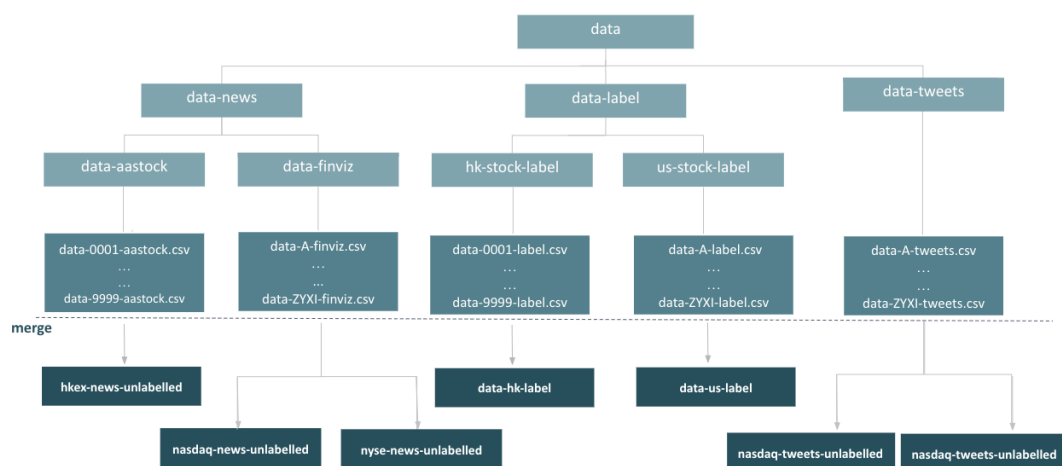 data
data-news
data-label
data-tweets
data-aastock
data-finviz
hk-stock-label
us-stock-label
data-0001-aastock.csv
...
...
data-9999-aastock.csv
data-A-finviz.csv
...
...
data-ZYXI-finviz.csv
data-0001-label.csv
...
...
data-9999-label.csv
data-A-label.csv
...
...
data-ZYXI-label.csv
data-A-tweets.csv
...
...
data-ZYXI-tweets.csv
merge
hkex-news-unlabelled
data-hk-label
data-us-label
nasdaq-news-unlabelled
nyse-news-unlabelled
nasdaq-tweets-unlabelled
nasdaq-tweets-unlabelled